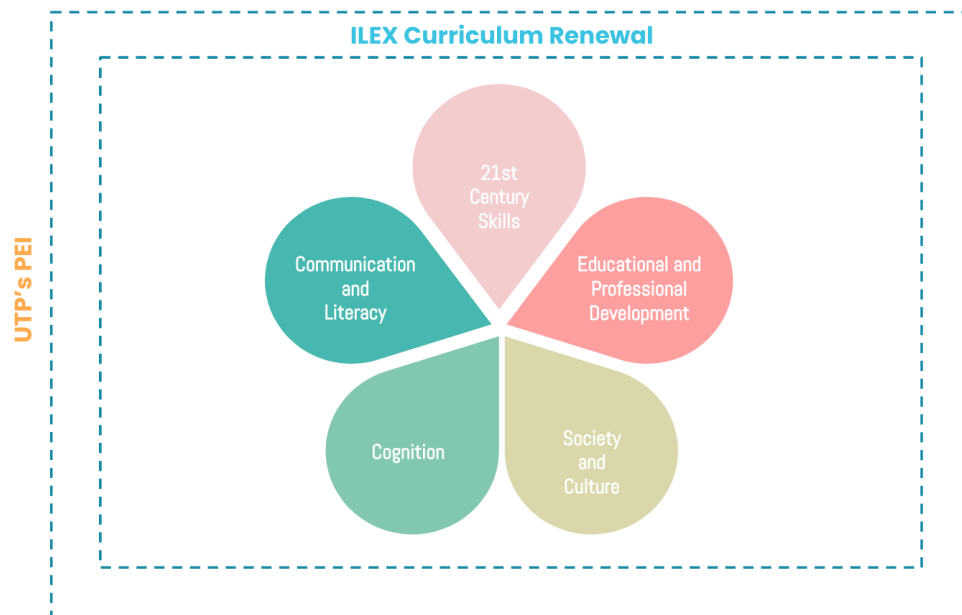 ILEX Curriculum Renewal
UTP's PEI
21st
Century
Skills
Communication
and
Literacy
Educational and
Professional
Development
Cognition
Society
and
Culture